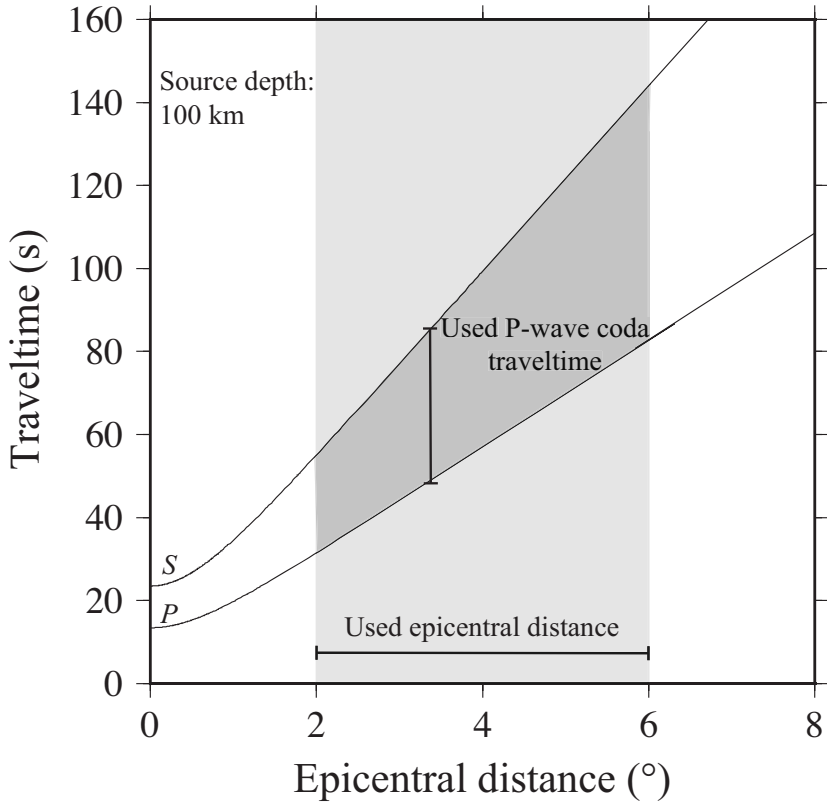 160
140
120
100
80
60
40
20
0
Traveltime (s)
Source depth:
100 km
Used P-wave coda
traveltime
S
P
Used epicentral distance
0 2 4 6 8
Epicentral distance (°)